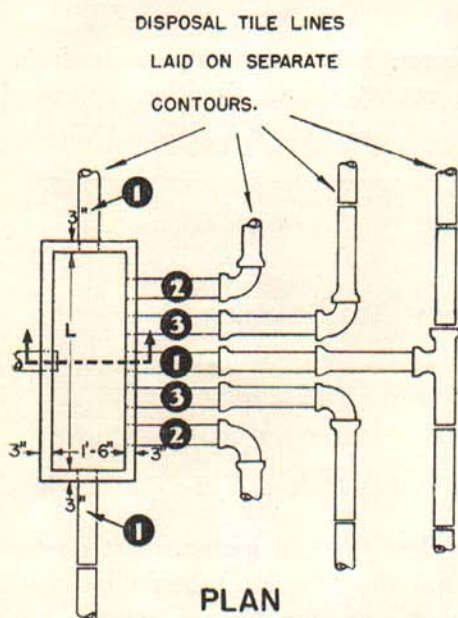 DISPOSAL TILE LINES
LAID ON SEPARATE
CONTOURS.
3"
1
2
3
L
1
3
3" 1'-6" 3"
2
3"
1
PLAN